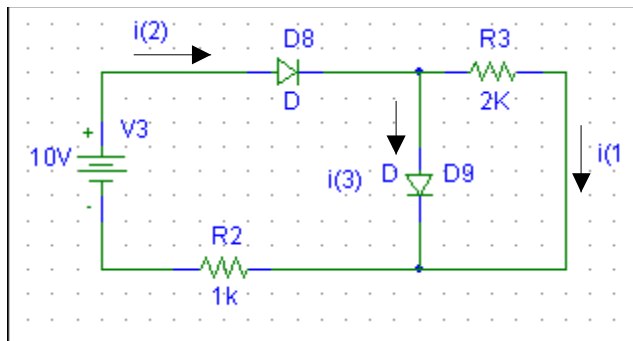 i(2)
D8
R3
D
2K
+
V3
10V
i(1
i(3)
D
D9
-
R2
1k